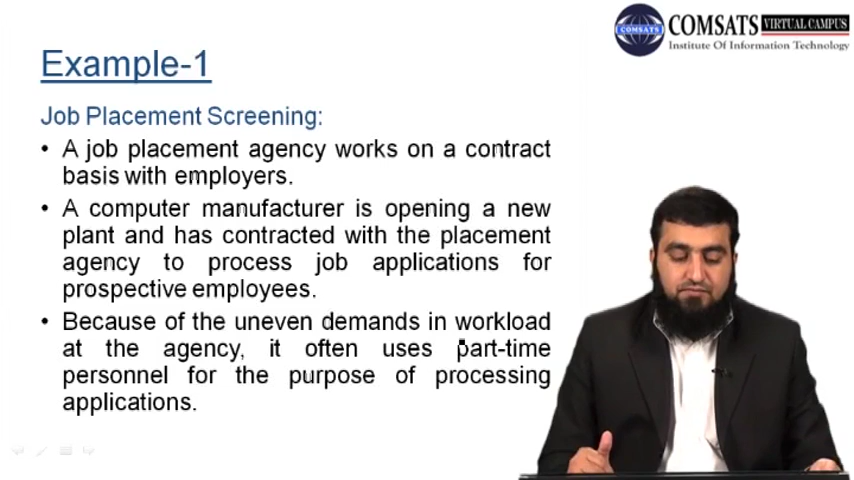 COMSATS
COMSATS VIRTUAL CAMPUS
Institute Of Information Technology
Example-1
Job Placement Screening:
• A job placement agency works on a contract
basis with employers.
• A computer manufacturer is opening a new
plant and has contracted with the placement
agency to process job applications for
prospective employees.
• Because of the uneven demands in workload
at the agency, it often uses part-time
personnel for the purpose of processing
applications.